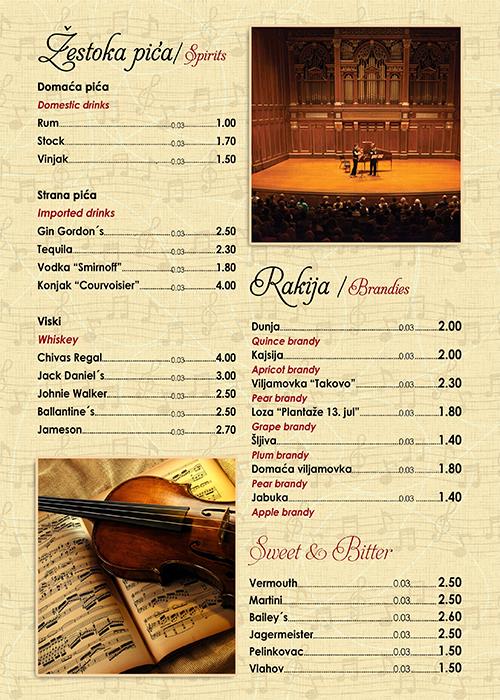 Žestoka pića/ Spirits
Domaća pića
Domestic drinks
Rum 0.03 1.00
Stock 0.03 1.70
Vinjak 0.03 1.50
Strana pića
Imported drinks
Gin Gordon´s 0.03 2.50
Tequila 0.03 2.30
Vodka “Smirnoff” 0.03 1.80
Konjak “Courvoisier” 0.03 4.00
Viski
Whiskey
Chivas Regal 0.03 4.00
Jack Daniel´s 0.03 3.00
Johnie Walker 0.03 2.50
Ballantine´s 0.03 2.50
Jameson 0.03 2.70
Rakija / Brandies
Dunja 0.03 2.00
Quince brandy
Kajsija 0.03 2.00
Apricot brandy
Viljamovka “Takovo” 0.03 2.30
Pear brandy
Loza “Plantaže 13. jul” 0.03 1.80
Grape brandy
Šljiva 0.03 1.40
Plum brandy
Domaća viljamovka 0.03 1.80
Pear brandy
Jabuka 0.03 1.40
Apple brandy
Sweet & Bitter
Vermouth 0.03 2.50
Martini 0.03 2.50
Bailey´s 0.03 2.60
Jagermeister 0.03 2.50
Pelinkovac 0.03 1.50
Vlahov 0.03 1.50